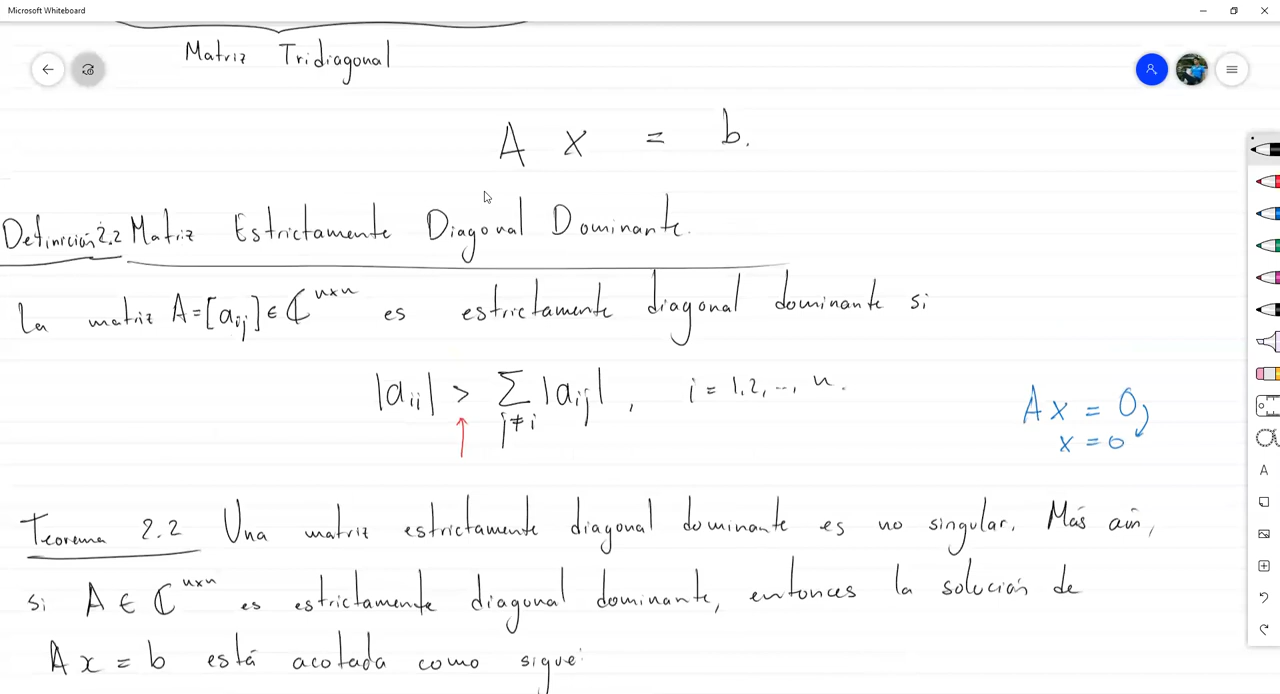 Microsoft Whiteboard
Matriz Tridiagonal
A x = b.
Definición 2.2 Matriz Estrictamente Diagonal Dominante.
La matriz A=[aij] ∈ ℂ^{n×n} es estrictamente diagonal dominante si
|aii| > ∑_{j≠i} |aij|, i = 1,2,..., n.
Ax = 0,
x = 0
Teorema 2.2 Una matriz estrictamente diagonal dominante es no singular. Más aún,
si A ∈ ℂ^{n×n} es estrictamente diagonal dominante, entonces la solución de
Ax = b está acotada como sigue:
A